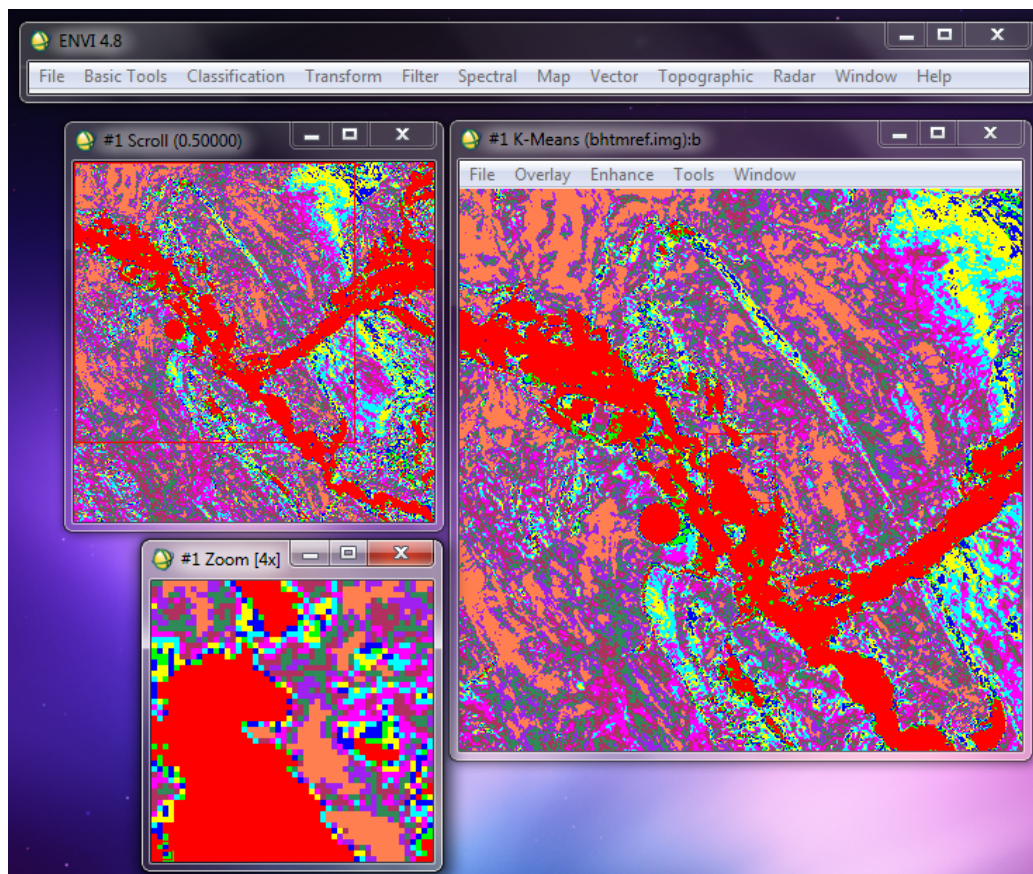 ENVI 4.8
File Basic Tools Classification Transform Filter Spectral Map Vector Topographic Radar Window Help
#1 Scroll (0.50000)
#1 K-Means (bhtmref.img):b
File Overlay Enhance Tools Window
#1 Zoom [4x]